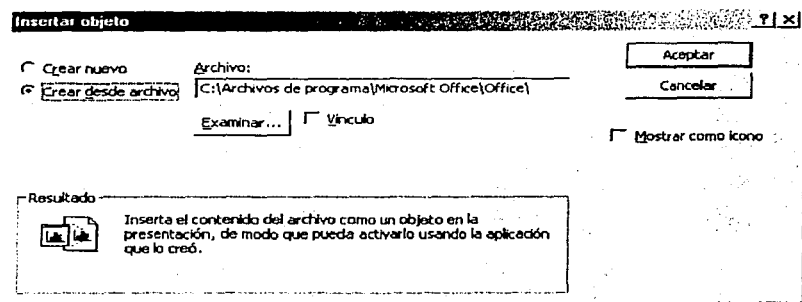 Insertar objeto ? x
Crear nuevo
Crear desde archivo
Archivo:
C:\Archivos de programa\Microsoft Office\Office\
Examinar...
Vínculo
Aceptar
Cancelar
Mostrar como icono
Resultado
Inserta el contenido del archivo como un objeto en la
presentación, de modo que pueda activarlo usando la aplicación
que lo creó.